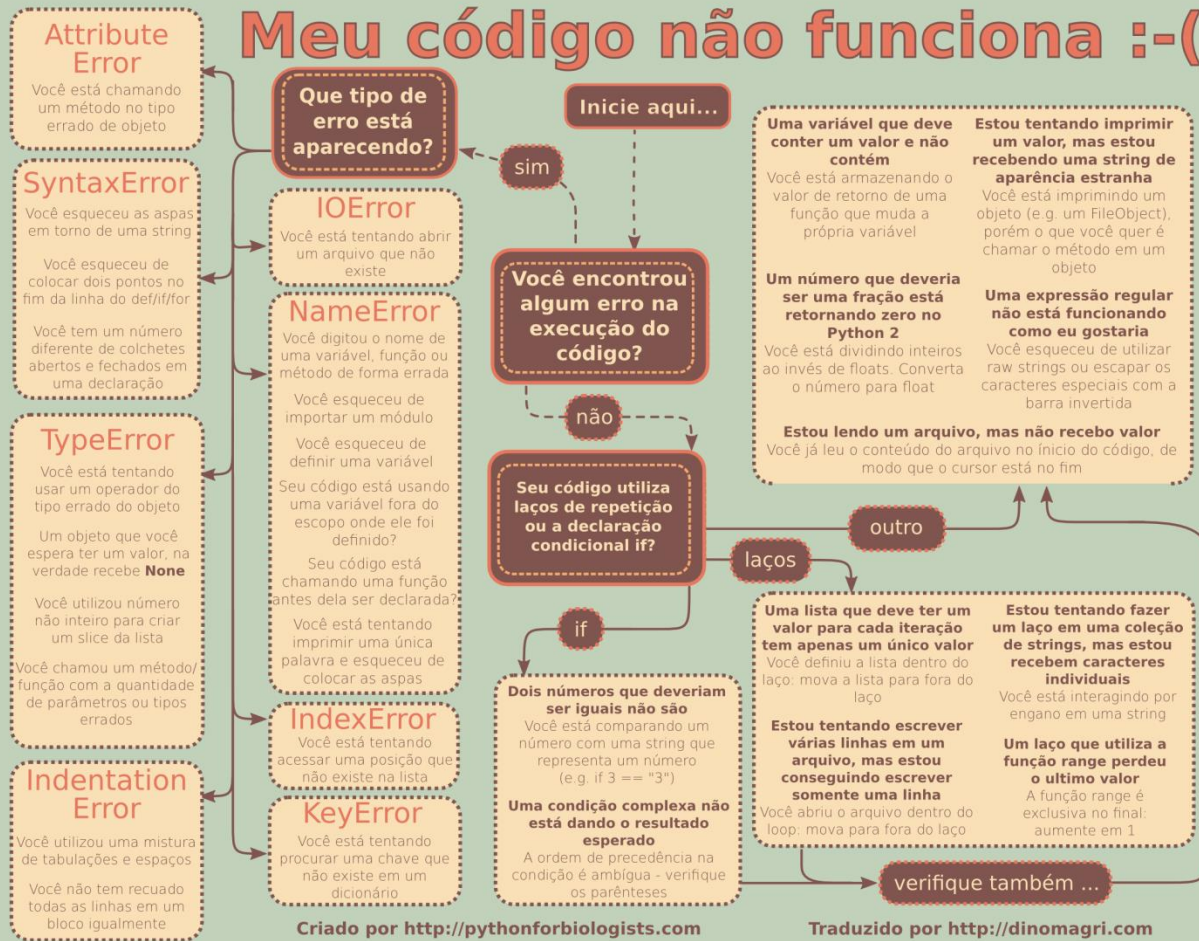 Meu código não funciona :-(
Inicie aqui...
Você encontrou
algum erro na
execução do
código?
sim
Que tipo de
erro está
aparecendo?
Attribute
Error
Você está chamando
um método no tipo
errado de objeto
SyntaxError
Você esqueceu as aspas
em torno de uma string
Você esqueceu de
colocar dois pontos no
fim da linha do def/if/for
Você tem um número
diferente de colchetes
abertos e fechados em
uma declaração
TypeError
Você está tentando
usar um operador do
tipo errado do objeto
Um objeto que você
espera ter um valor, na
verdade recebe None
Você utilizou número
não inteiro para criar
um slice da lista
Você chamou um método/
função com a quantidade
de parâmetros ou tipos
errados
Indentation
Error
Você utilizou uma mistura
de tabulações e espaços
Você não tem recuado
todas as linhas em um
bloco igualmente
IOError
Você está tentando abrir
um arquivo que não
existe
NameError
Você digitou o nome de
uma variável, função ou
método de forma errada
Você esqueceu de
importar um módulo
Você esqueceu de
definir uma variável
Seu código está usando
uma variável fora do
escopo onde ele foi
definido?
Seu código está
chamando uma função
antes dela ser declarada?
Você está tentando
imprimir uma única
palavra e esqueceu de
colocar as aspas
IndexError
Você está tentando
acessar uma posição que
não existe na lista
KeyError
Você está tentando
procurar uma chave que
não existe em um
dicionário
não
Seu código utiliza
laços de repetição
ou a declaração
condicional if?
outro
laços
if
Uma variável que deve
conter um valor e não
contém
Você está armazenando o
valor de retorno de uma
função que muda a
própria variável
Um número que deveria
ser uma fração está
retornando zero no
Python 2
Você está dividindo inteiros
ao invés de floats. Converta
o número para float
Estou tentando imprimir
um valor, mas estou
recebendo uma string de
aparência estranha
Você está imprimindo um
objeto (e.g. um FileObject),
porém o que você quer é
chamar o método em um
objeto
Uma expressão regular
não está funcionando
como eu gostaria
Você esqueceu de utilizar
raw strings ou escapar os
caracteres especiais com a
barra invertida
Estou lendo um arquivo, mas não recebo valor
Você já leu o conteúdo do arquivo no ínicio do código, de
modo que o cursor está no fim
Dois números que deveriam
ser iguais não são
Você está comparando um
número com uma string que
representa um número
(e.g. if 3 == "3")
Uma condição complexa não
está dando o resultado
esperado
A ordem de precedência na
condição é ambígua - verifique
os parênteses
Uma lista que deve ter um
valor para cada iteração
tem apenas um único valor
Você definiu a lista dentro do
laço: mova a lista para fora do
laço
Estou tentando escrever
várias linhas em um
arquivo, mas estou
conseguindo escrever
somente uma linha
Você abriu o arquivo dentro do
loop: mova para fora do laço
Estou tentando fazer
um laço em uma coleção
de strings, mas estou
recebem caracteres
individuais
Você está interagindo por
engano em uma string
Um laço que utiliza a
função range perdeu
o ultimo valor
A função range é
exclusiva no final:
aumente em 1
verifique também ...
Criado por http://pythonforbiologists.com
Traduzido por http://dinomagri.com